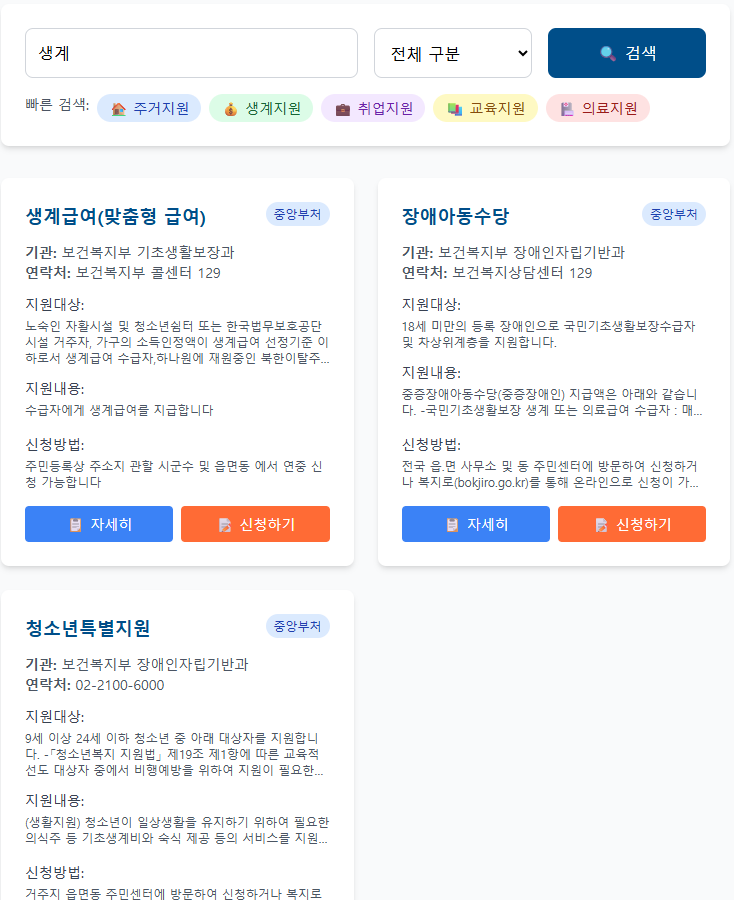 생계
전체 구분
🔍 검색
빠른 검색:
🏠 주거지원
💰 생계지원
💼 취업지원
📚 교육지원
🏥 의료지원
생계급여(맞춤형 급여)
중앙부처
기관: 보건복지부 기초생활보장과
연락처: 보건복지부 콜센터 129
지원대상:
노숙인 자활시설 및 청소년쉼터 또는 한국법무보호공단
시설 거주자, 가구의 소득인정액이 생계급여 선정기준 이
하로서 생계급여 수급자,하나원에 재원중인 북한이탈주...
지원내용:
수급자에게 생계급여를 지급합니다
신청방법:
주민등록상 주소지 관할 시군수 및 읍면동 에서 연중 신
청 가능합니다
📋 자세히
📝 신청하기
장애아동수당
중앙부처
기관: 보건복지부 장애인자립기반과
연락처: 보건복지상담센터 129
지원대상:
18세 미만의 등록 장애인으로 국민기초생활보장수급자
및 차상위계층을 지원합니다.
지원내용:
중증장애아동수당(중증장애인) 지급액은 아래와 같습니
다. -국민기초생활보장 생계 또는 의료급여 수급자 : 매...
신청방법:
전국 읍.면 사무소 및 동 주민센터에 방문하여 신청하거
나 복지로(bokjiro.go.kr)를 통해 온라인으로 신청이 가...
📋 자세히
📝 신청하기
청소년특별지원
중앙부처
기관: 보건복지부 장애인자립기반과
연락처: 02-2100-6000
지원대상:
9세 이상 24세 이하 청소년 중 아래 대상자를 지원합니
다. -「청소년복지 지원법」 제19조 제1항에 따른 교육적
선도 대상자 중에서 비행예방을 위하여 지원이 필요한...
지원내용:
(생활지원) 청소년이 일상생활을 유지하기 위하여 필요한
의식주 등 기초생계비와 숙식 제공 등의 서비스를 지원...
신청방법:
거주지 읍면동 주민센터에 방문하여 신청하거나 복지로